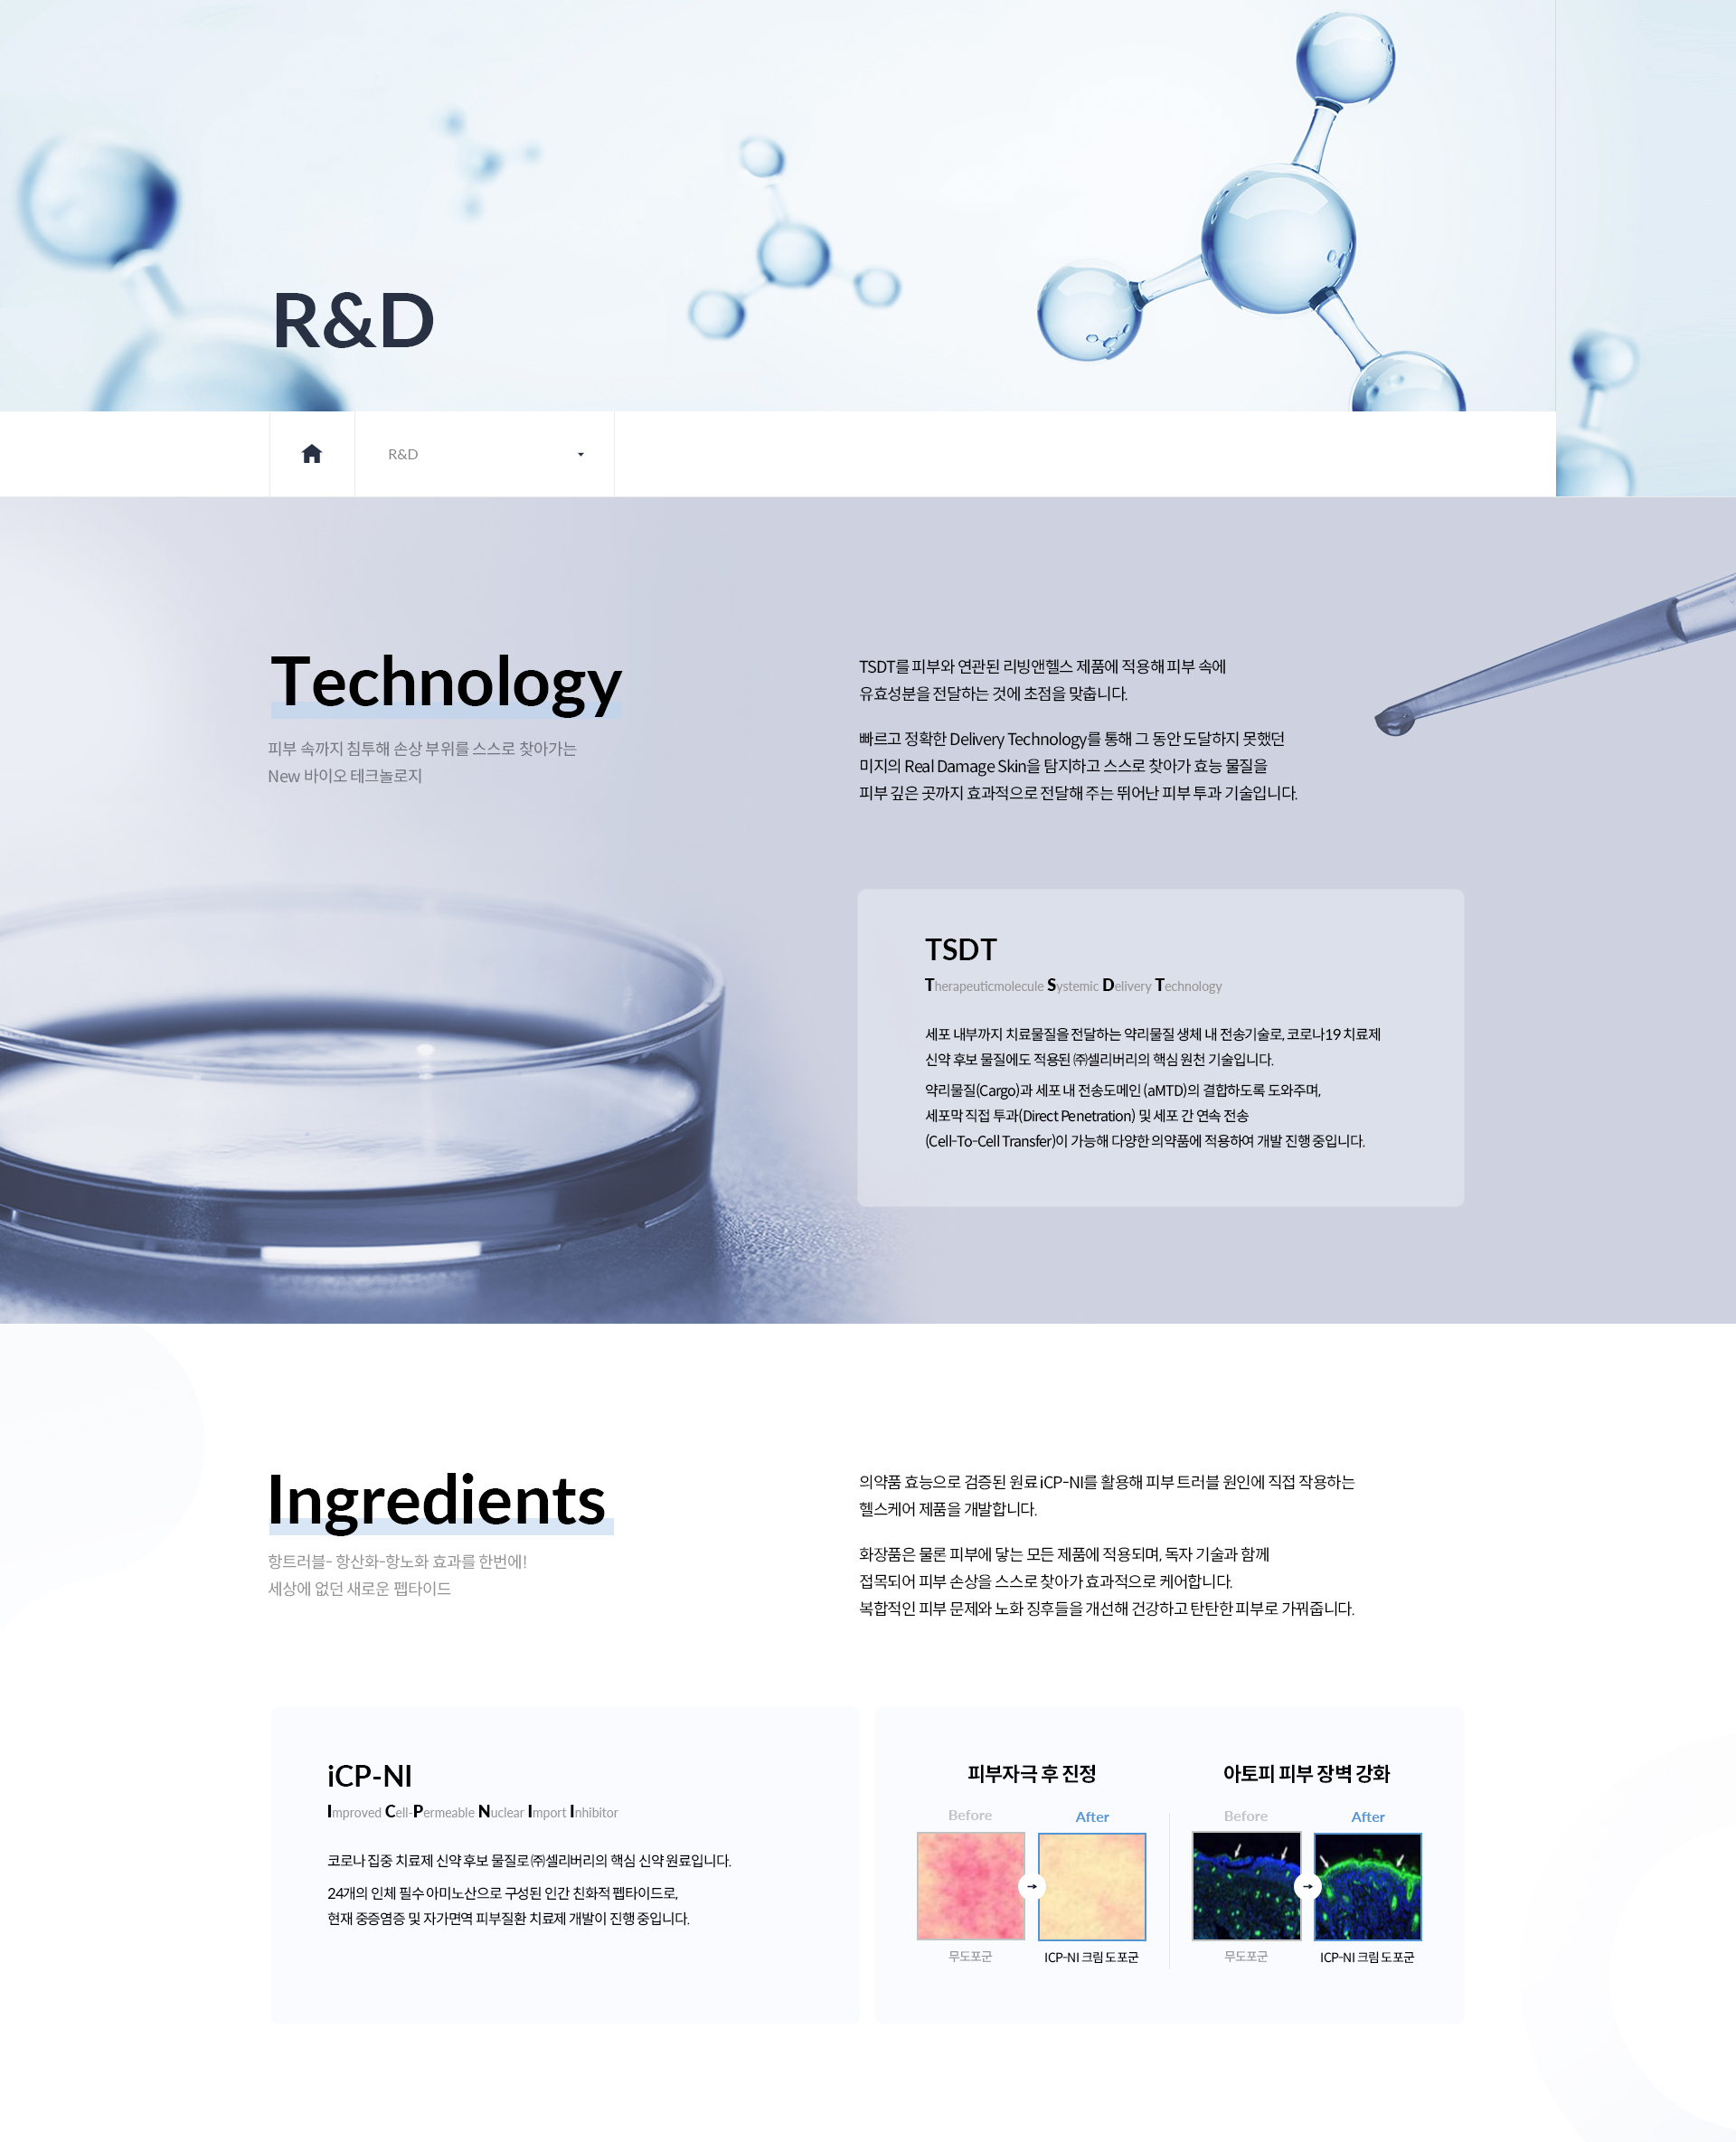 R&D
R&D
Technology
피부 속까지 침투해 손상 부위를 스스로 찾아가는
New 바이오 테크놀로지
TSDT를 피부와 연관된 리빙앤헬스 제품에 적용해 피부 속에
유효성분을 전달하는 것에 초점을 맞춥니다.
빠르고 정확한 Delivery Technology를 통해 그 동안 도달하지 못했던
미지의 Real Damage Skin을 탐지하고 스스로 찾아가 효능 물질을
피부 깊은 곳까지 효과적으로 전달해 주는 뛰어난 피부 투과 기술입니다.
TSDT
Therapeuticmolecule Systemic Delivery Technology
세포 내부까지 치료물질을 전달하는 약리물질 생체 내 전송기술로, 코로나19 치료제
신약 후보 물질에도 적용된 ㈜셀리버리의 핵심 원천 기술입니다.
약리물질(Cargo)과 세포 내 전송도메인 (aMTD)의 결합하도록 도와주며,
세포막 직접 투과(Direct Penetration) 및 세포 간 연속 전송
(Cell-To-Cell Transfer)이 가능해 다양한 의약품에 적용하여 개발 진행 중입니다.
Ingredients
항트러블- 항산화-항노화 효과를 한번에!
세상에 없던 새로운 펩타이드
의약품 효능으로 검증된 원료 iCP-NI를 활용해 피부 트러블 원인에 직접 작용하는
헬스케어 제품을 개발합니다.
화장품은 물론 피부에 닿는 모든 제품에 적용되며, 독자 기술과 함께
접목되어 피부 손상을 스스로 찾아가 효과적으로 케어합니다.
복합적인 피부 문제와 노화 징후들을 개선해 건강하고 탄탄한 피부로 가꿔줍니다.
iCP-NI
Improved Cell-Permeable Nuclear Import Inhibitor
코로나 집중 치료제 신약 후보 물질로 ㈜셀리버리의 핵심 신약 원료입니다.
24개의 인체 필수 아미노산으로 구성된 인간 친화적 펩타이드로,
현재 중증염증 및 자가면역 피부질환 치료제 개발이 진행 중입니다.
피부자극 후 진정
Before
After
무도포군
ICP-NI 크림 도포군
아토피 피부 장벽 강화
Before
After
무도포군
ICP-NI 크림 도포군